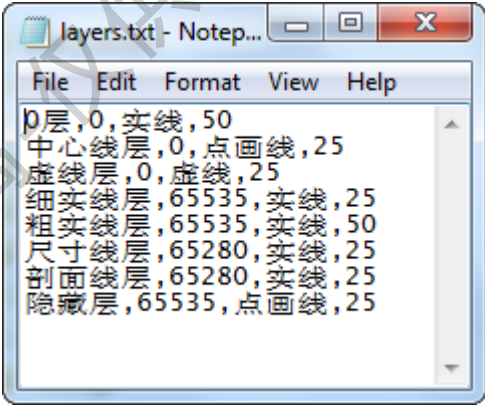 layers.txt - Notep...
File Edit Format View Help
0层,0,实线,50
中心线层,0,点画线,25
虚线层,0,虚线,25
细实线层,65535,实线,25
粗实线层,65535,实线,50
尺寸线层,65280,实线,25
剖面线层,65280,实线,25
隐藏层,65535,点画线,25